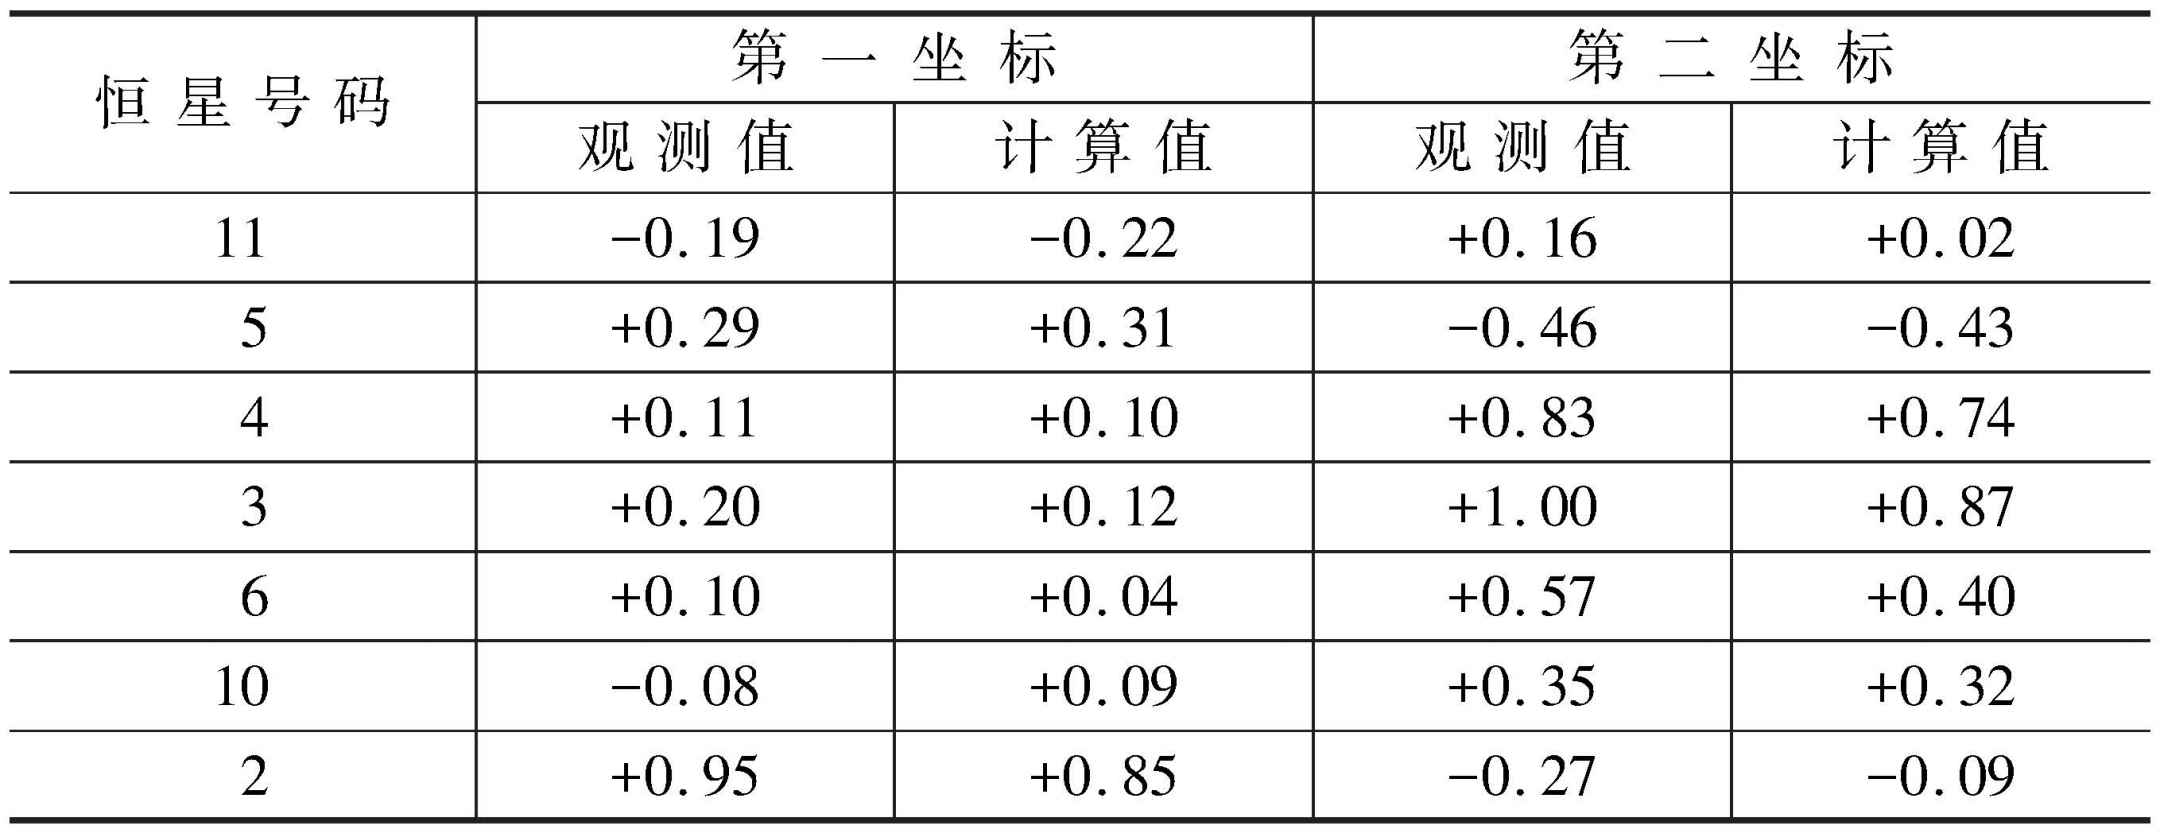 恒星号码 第一坐标 第二坐标
观测值 计算值 观测值 计算值
11 -0.19 -0.22 +0.16 +0.02
5 +0.29 +0.31 -0.46 -0.43
4 +0.11 +0.10 +0.83 +0.74
3 +0.20 +0.12 +1.00 +0.87
6 +0.10 +0.04 +0.57 +0.40
10 -0.08 +0.09 +0.35 +0.32
2 +0.95 +0.85 -0.27 -0.09